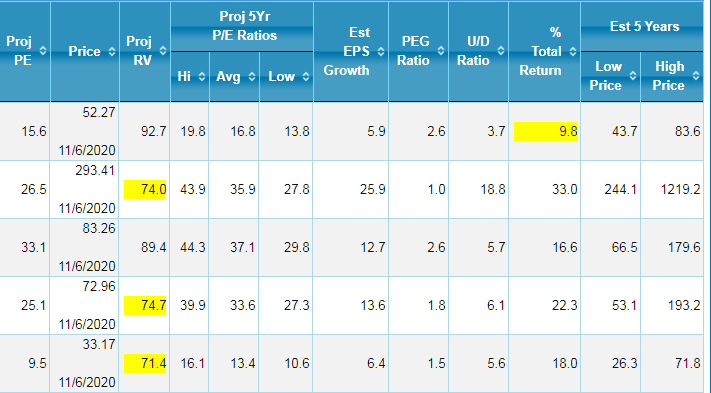 Proj PE Price Proj RV Proj 5Yr P/E Ratios Est EPS Growth PEG Ratio U/D Ratio % Total Return Est 5 Years
Hi Avg Low Low Price High Price
52.27
15.6 92.7 19.8 16.8 13.8 5.9 2.6 3.7 9.8 43.7 83.6
11/6/2020
293.41
26.5 74.0 43.9 35.9 27.8 25.9 1.0 18.8 33.0 244.1 1219.2
11/6/2020
83.26
33.1 89.4 44.3 37.1 29.8 12.7 2.6 5.7 16.6 66.5 179.6
11/6/2020
72.96
25.1 74.7 39.9 33.6 27.3 13.6 1.8 6.1 22.3 53.1 193.2
11/6/2020
33.17
9.5 71.4 16.1 13.4 10.6 6.4 1.5 5.6 18.0 26.3 71.8
11/6/2020